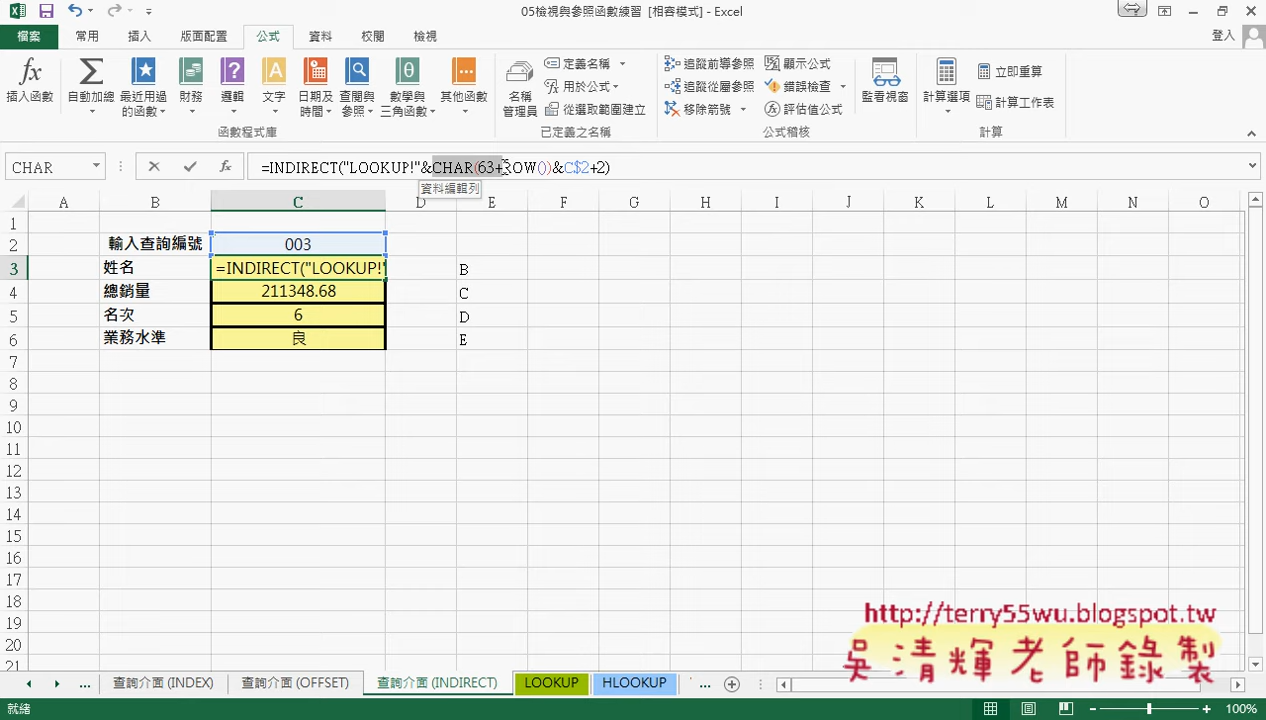 05檢視與參照函數練習 [相容模式] - Excel
檔案 常用 插入 版面配置 公式 資料 校閱 檢視 登入
插入函數 自動加總 最近用過的函數 財務 邏輯 文字 日期及時間 查閱與參照 數學與三角函數 其他函數 名稱管理員 定義名稱 用於公式 從選取範圍建立 追蹤前導參照 追蹤從屬參照 移除箭號 顯示公式 錯誤檢查 評估值公式 監看視窗 計算選項 立即重算 計算工作表
函數程式庫 已定義之名稱 公式稽核 計算
CHAR fx =INDIRECT("LOOKUP!"&CHAR(63+ROW())&C$2+2)
資料編輯列
A B C D E F G H I J K L M N O
1
2 輸入查詢編號 003
3 姓名 =INDIRECT("LOOKUP!" B
4 總銷量 211348.68 C
5 名次 6 D
6 業務水準 良 E
7
8
9
10
11
12
13
14
15
16
17
18
19
20
21
http://terry55wu.blogspot.tw
吳清輝老師錄製
... 查詢介面 (INDEX) 查詢介面 (OFFSET) 查詢介面 (INDIRECT) LOOKUP HLOOKUP ...
就緒 100%